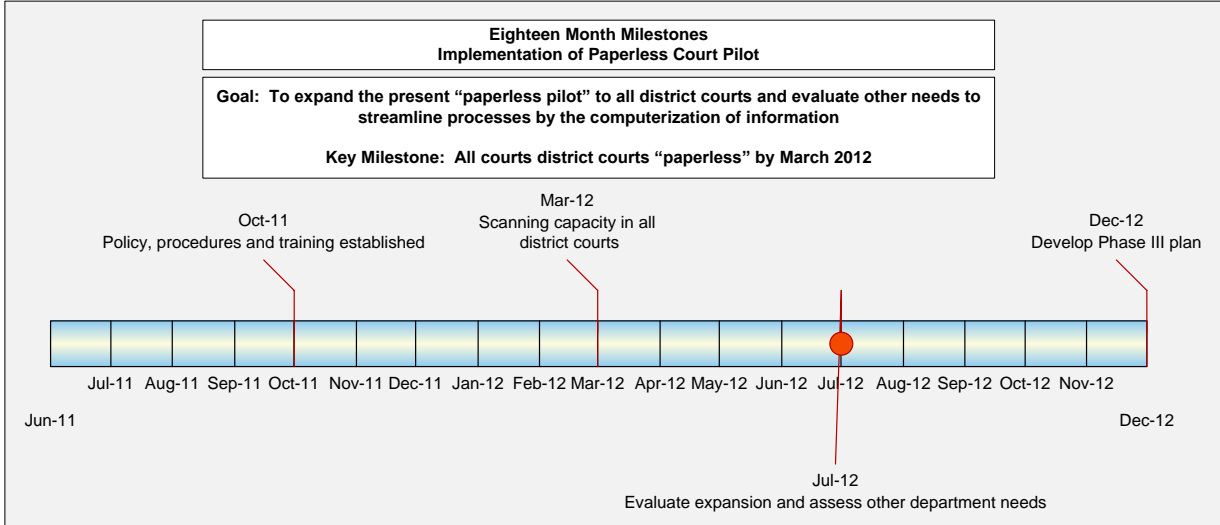 Eighteen Month Milestones
Implementation of Paperless Court Pilot
Goal:  To expand the present “paperless pilot” to all district courts and evaluate other needs to
streamline processes by the computerization of information
Key Milestone:  All courts district courts “paperless” by March 2012
Oct-11
Policy, procedures and training established
Mar-12
Scanning capacity in all
district courts
Dec-12
Develop Phase III plan
Jul-11 Aug-11 Sep-11 Oct-11 Nov-11 Dec-11 Jan-12 Feb-12 Mar-12 Apr-12 May-12 Jun-12 Jul-12 Aug-12 Sep-12 Oct-12 Nov-12
Jun-11 Dec-12
Jul-12
Evaluate expansion and assess other department needs